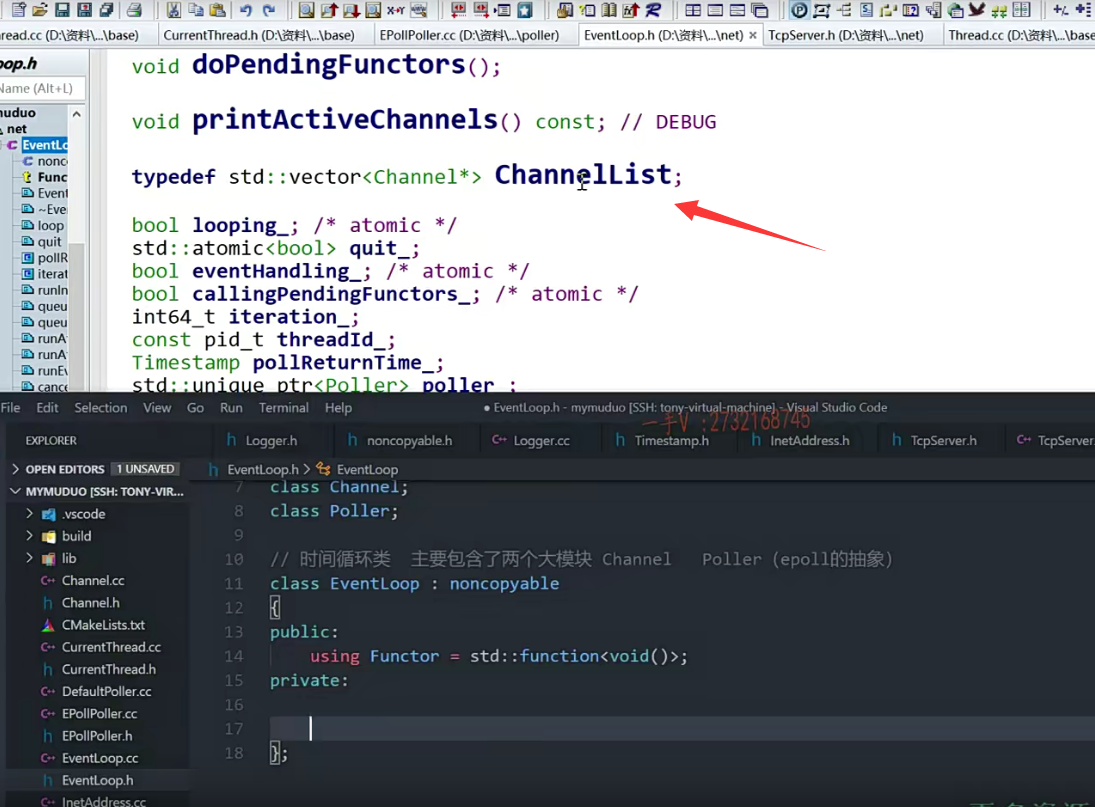 read.cc (D:\资料\...\base) CurrentThread.h (D:\资料\...\base) EPollPoller.cc (D:\资料\...\poller) EventLoop.h (D:\资料\...\net) × TcpServer.h (D:\资料\...\net) Thread.cc (D:\资料\...\base
oop.h
Name (Alt+L)
muduo
net
EventLo
nonc
Func
Event
~Eve
loop
quit
pollR
iterat
runIn
queu
queu
runA
runA
runEv
cance
void doPendingFunctors();
void printActiveChannels() const; // DEBUG
typedef std::vector<Channel*> ChannelList;
bool looping_; /* atomic */
std::atomic<bool> quit_;
bool eventHandling_; /* atomic */
bool callingPendingFunctors_; /* atomic */
int64_t iteration_;
const pid_t threadId_;
Timestamp pollReturnTime_;
std::unique_ptr<Poller> poller_;
File Edit Selection View Go Run Terminal Help ● EventLoop.h - mymuduo [SSH: tony-virtual-machine] - Visual Studio Code
一手V :2732168745
EXPLORER Logger.h noncopyable.h Logger.cc Timestamp.h InetAddress.h TcpServer.h TcpServer.
OPEN EDITORS 1 UNSAVED
EventLoop.h > EventLoop
MYMUDUO [SSH: TONY-VIR...
.vscode
build
lib
Channel.cc
Channel.h
CMakeLists.txt
CurrentThread.cc
CurrentThread.h
DefaultPoller.cc
EPollPoller.cc
EPollPoller.h
EventLoop.cc
EventLoop.h
InetAddress.cc
7 class Channel;
8 class Poller;
9
10 // 时间循环类 主要包含了两个大模块 Channel Poller (epoll的抽象)
11 class EventLoop : noncopyable
12 {
13 public:
14 using Functor = std::function<void()>;
15 private:
16
17
18 };